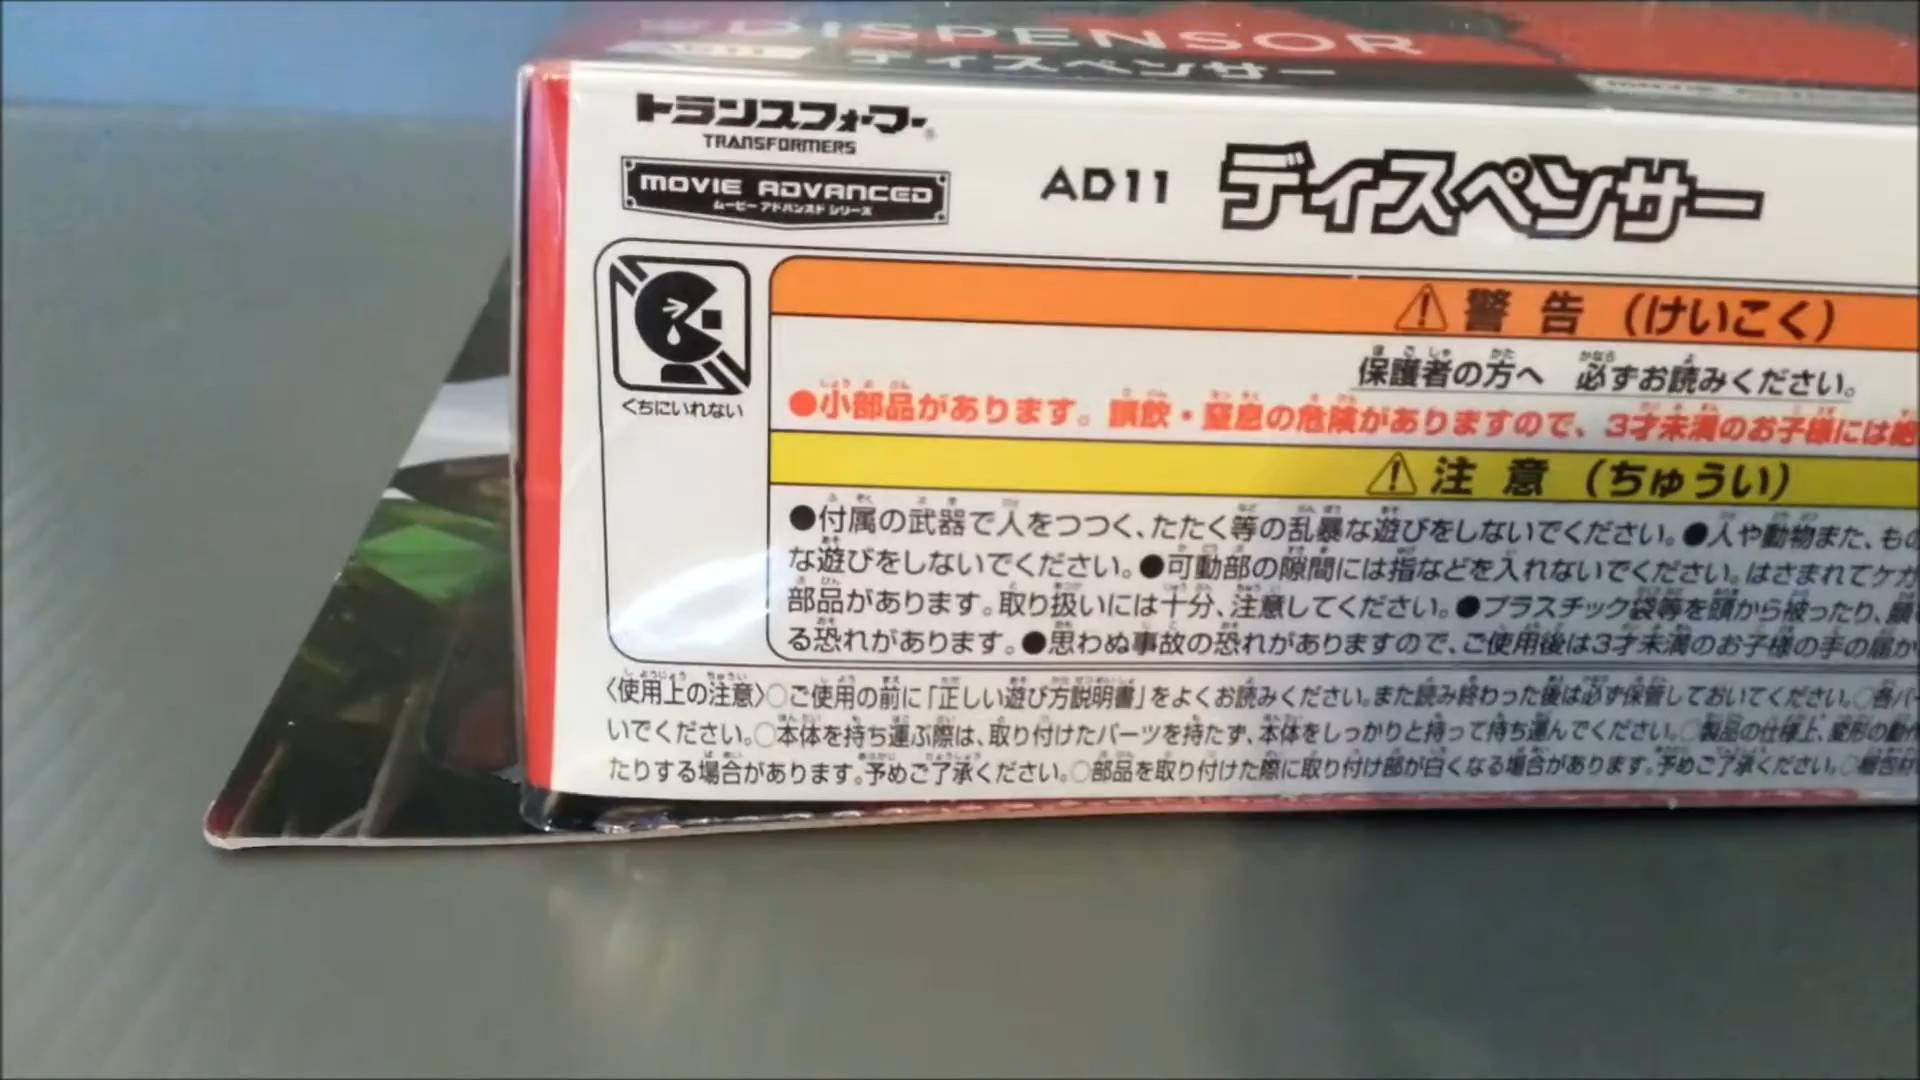 DISPENSOR
AD11 ディスペンサー
トランスフォーマー®
TRANSFORMERS
MOVIE ADVANCED
ムービー アドバンスド シリーズ
AD11 ディスペンサー
くちにいれない
⚠警告（けいこく）
保護者の方へ 必ずお読みください。
●小部品があります。誤飲・窒息の危険がありますので、3才未満のお子様には絶
⚠注意（ちゅうい）
●付属の武器で人をつつく、たたく等の乱暴な遊びをしないでください。●人や動物また、もの
な遊びをしないでください。●可動部の隙間には指などを入れないでください。はさまれてケガ
部品があります。取り扱いには十分、注意してください。●プラスチック袋等を頭から被ったり、顔
る恐れがあります。●思わぬ事故の恐れがありますので、ご使用後は3才未満のお子様の手の届か
〈使用上の注意〉○ご使用の前に「正しい遊び方説明書」をよくお読みください。また読み終わった後は必ず保管しておいてください。○各パー
いでください。○本体を持ち運ぶ際は、取り付けたパーツを持たず、本体をしっかりと持って持ち運んでください。○製品の仕様上、変形の動作
たりする場合があります。予めご了承ください。○部品を取り付けた際に取り付け部が白くなる場合があります。予めご了承ください。○梱包材